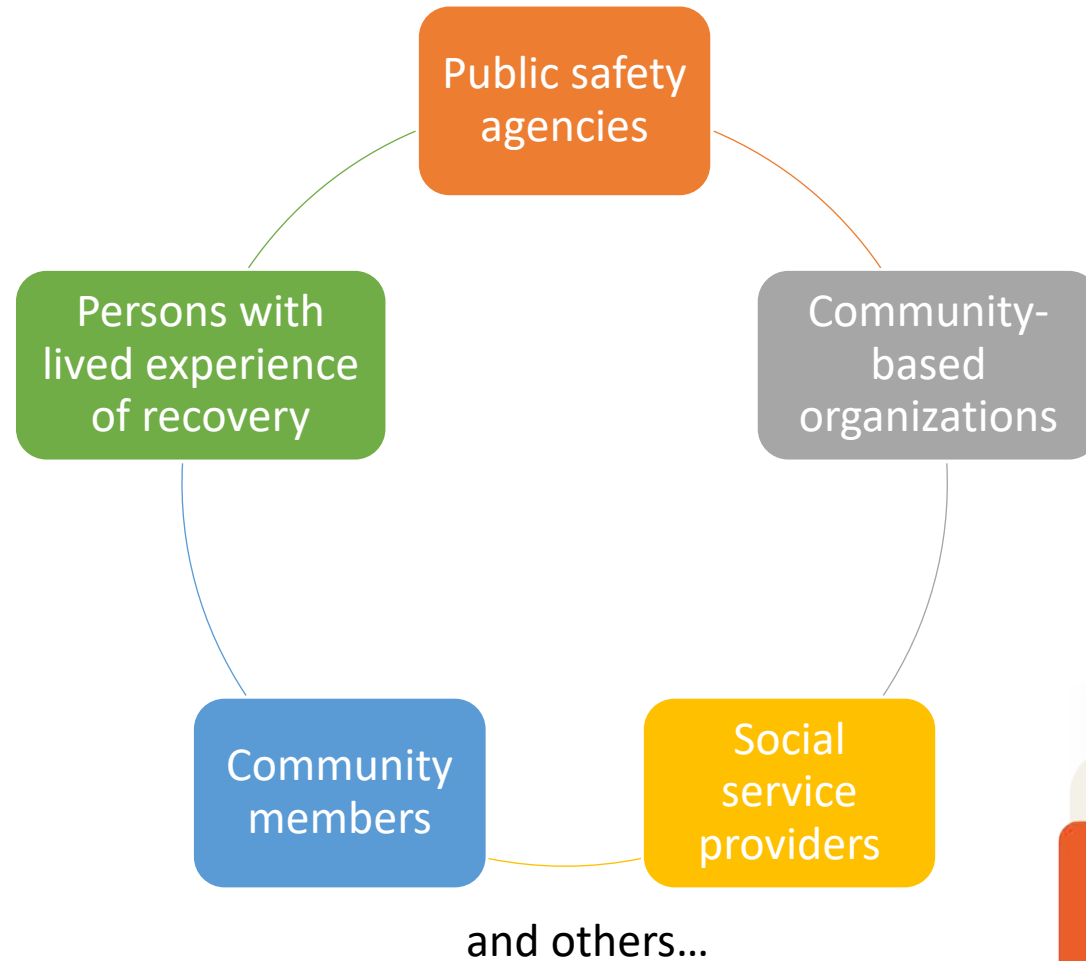 Public safety
agencies
Community-
based
organizations
Social
service
providers
Community
members
Persons with
lived experience
of recovery
and others…